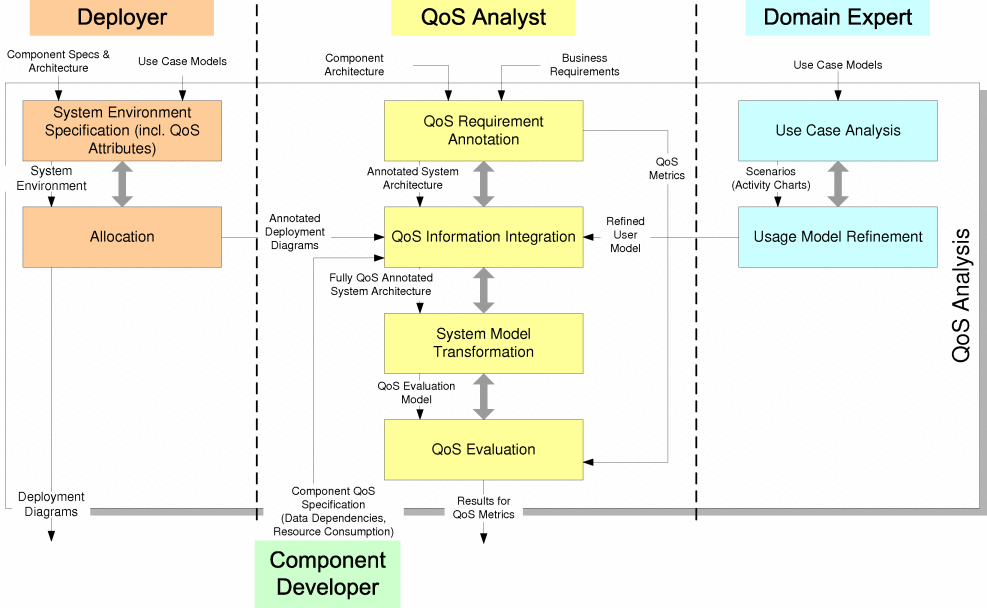 Deployer
QoS Analyst
Domain Expert
Component Specs &
Architecture
Use Case Models
Component
Architecture
Business
Requirements
Use Case Models
System Environment
Specification (incl. QoS
Attributes)
QoS Requirement
Annotation
Use Case Analysis
System
Environment
Annotated System
Architecture
QoS
Metrics
Scenarios
(Activity Charts)
Allocation
Annotated
Deployment
Diagrams
QoS Information Integration
Refined
User
Model
Usage Model Refinement
Fully QoS Annotated
System Architecture
QoS Analysis
System Model
Transformation
QoS Evaluation
Model
QoS Evaluation
Deployment
Diagrams
Component QoS
Specification
(Data Dependencies,
Resource Consumption)
Results for
QoS Metrics
Component
Developer